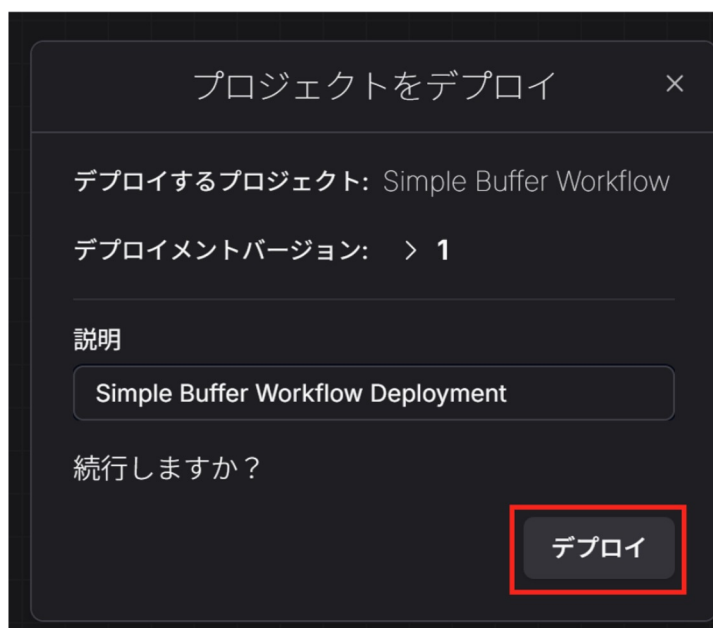 プロジェクトをデプロイ ×
デプロイするプロジェクト: Simple Buffer Workflow
デプロイメントバージョン: > 1
説明
Simple Buffer Workflow Deployment
続行しますか？
デプロイ